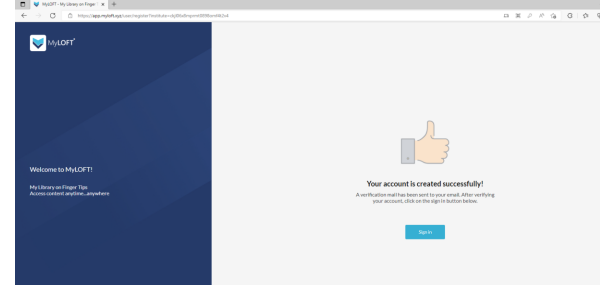 MyLOFT - My Library on Finger T
https://app.myloft.xyz/user/register?institute=
MyLOFT
Welcome to MyLOFT!
My Library on Finger Tips
Access content anytime...anywhere
Your account is created successfully!
A verification mail has been sent to your email. After verifying
your account, click on the sign in button below.
Sign in